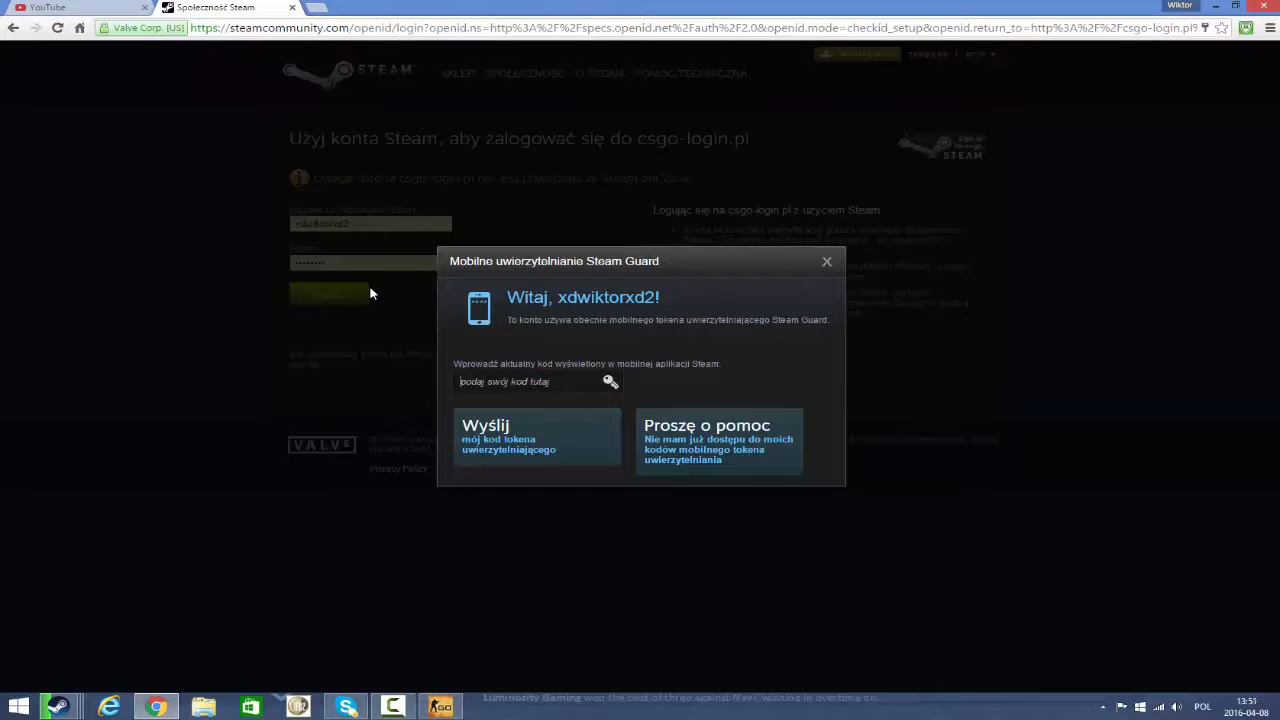 YouTube
Społeczność Steam
Wiktor
Valve Corp. [US]
https://steamcommunity.com/openid/login?openid.ns=http%3A%2F%2Fspecs.openid.net%2Fauth%2F2.0&openid.mode=checkid_setup&openid.return_to=http%3A%2F%2Fcsgo-login.pl%
STEAM
SKLEP SPOŁECZNOŚĆ O STEAM POMOC TECHNICZNA
Użyj konta Steam, aby zalogować się do csgo-login.pl
Sign in through STEAM
Logując się na csgo-login.pl z użyciem Steam
xdwiktorxd2
Mobilne uwierzytelnianie Steam Guard
Witaj, xdwiktorxd2!
To konto używa obecnie mobilnego tokena uwierzytelniającego Steam Guard.
Wprowadź aktualny kod wyświetlony w mobilnej aplikacji Steam:
podaj swój kod tutaj
Wyślij
mój kod tokena
uwierzytelniającego
Proszę o pomoc
Nie mam już dostępu do moich
kodów mobilnego tokena
uwierzytelniania
VALVE
Privacy Policy
Luminosity Gaming won the best of three against Navi, winning in overtime
GO
POL
13:51
2016-04-08